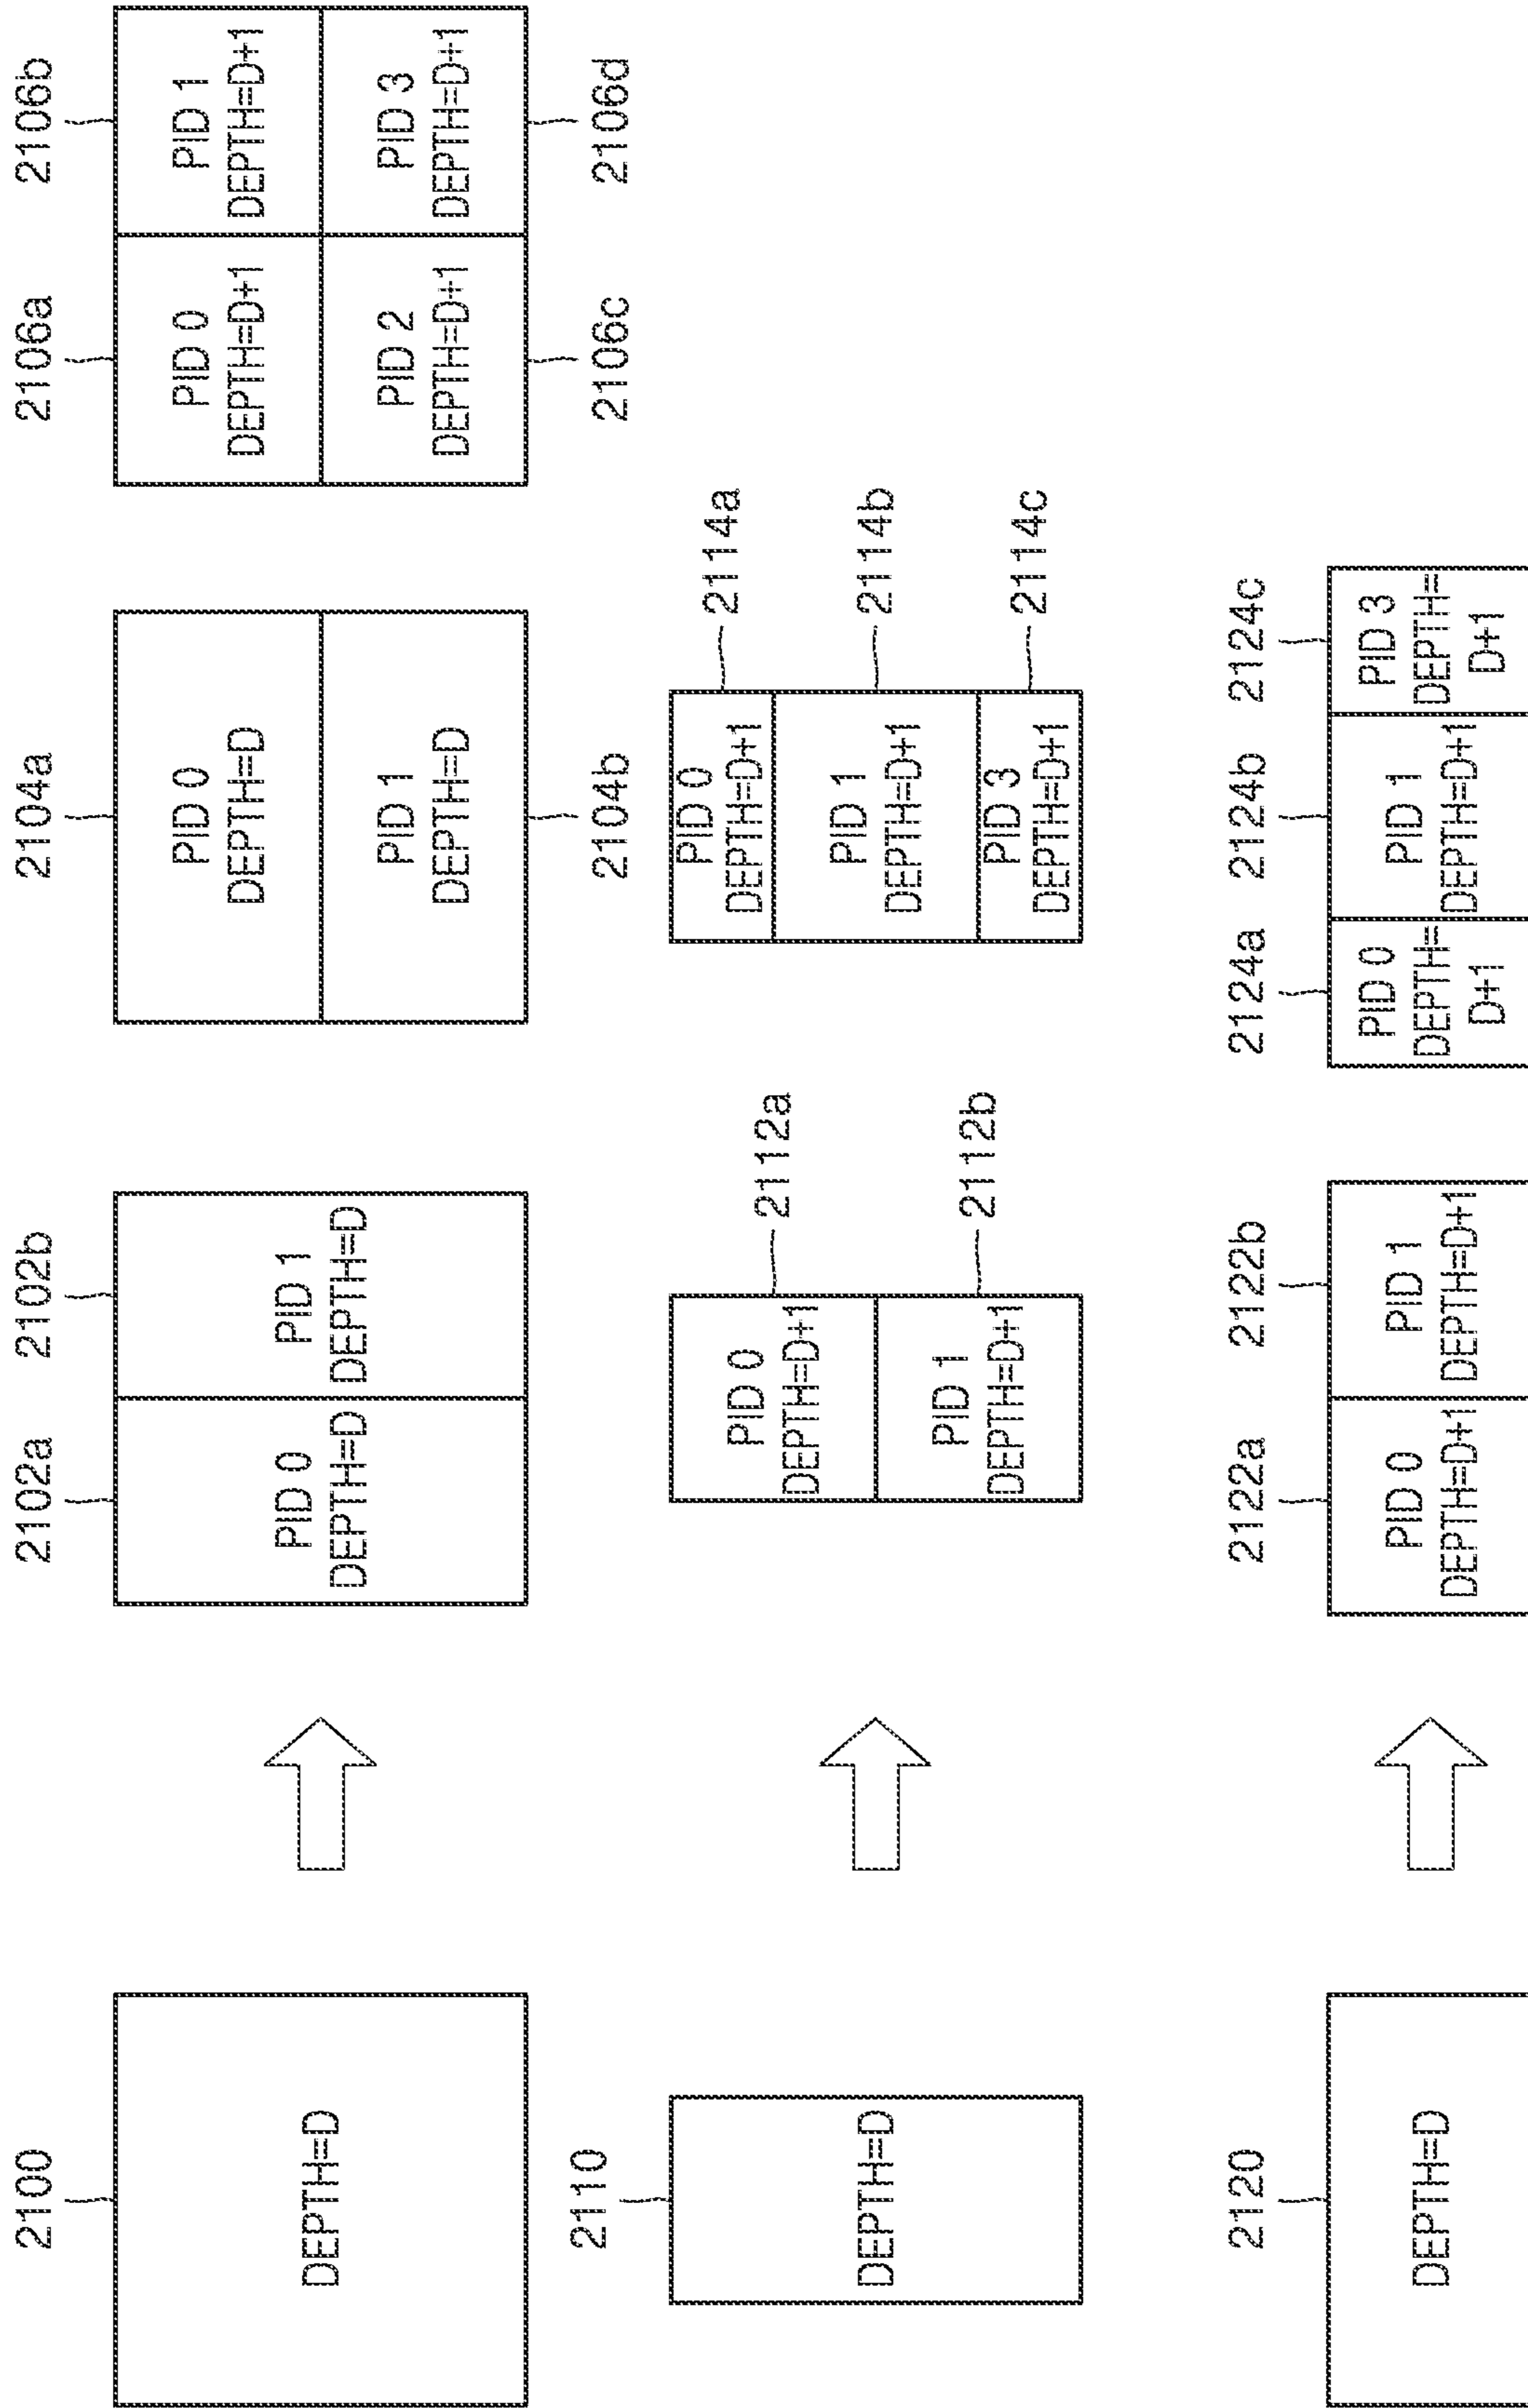 2100
DEPTH=D
2102a
2102b
PID 0
DEPTH=D
PID 1
DEPTH=D
2104a
PID 0
DEPTH=D
PID 1
DEPTH=D
2104b
2106a
2106b
PID 0
DEPTH=D+1
PID 1
DEPTH=D+1
PID 2
DEPTH=D+1
PID 3
DEPTH=D+1
2106c
2106d
2110
DEPTH=D
PID 0
DEPTH=D+1
2112a
PID 1
DEPTH=D+1
2112b
PID 0
DEPTH=D+1
2114a
PID 1
DEPTH=D+1
2114b
PID 3
DEPTH=D+1
2114c
2120
DEPTH=D
2122a
2122b
PID 0
DEPTH=D+1
PID 1
DEPTH=D+1
2124a
2124b
2124c
PID 0
DEPTH=
D+1
PID 1
DEPTH=D+1
PID 3
DEPTH=
D+1